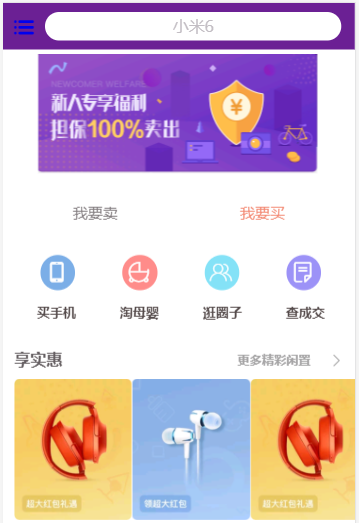 小米6
NEWCOMER WELFARE
新人专享福利
担保100%卖出
我要卖
我要买
买手机
淘母婴
逛圈子
查成交
享实惠
更多精彩闲置
超大红包礼遇
领超大红包
超大红包礼遇